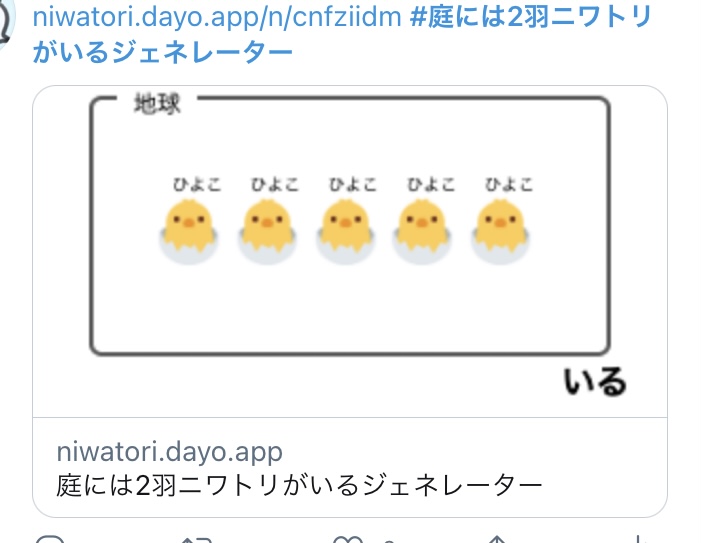 niwatori.dayo.app/n/cnfziidm #庭には2羽ニワトリ
がいるジェネレーター
地球
ひよこ ひよこ ひよこ ひよこ ひよこ
いる
niwatori.dayo.app
庭には2羽ニワトリがいるジェネレーター